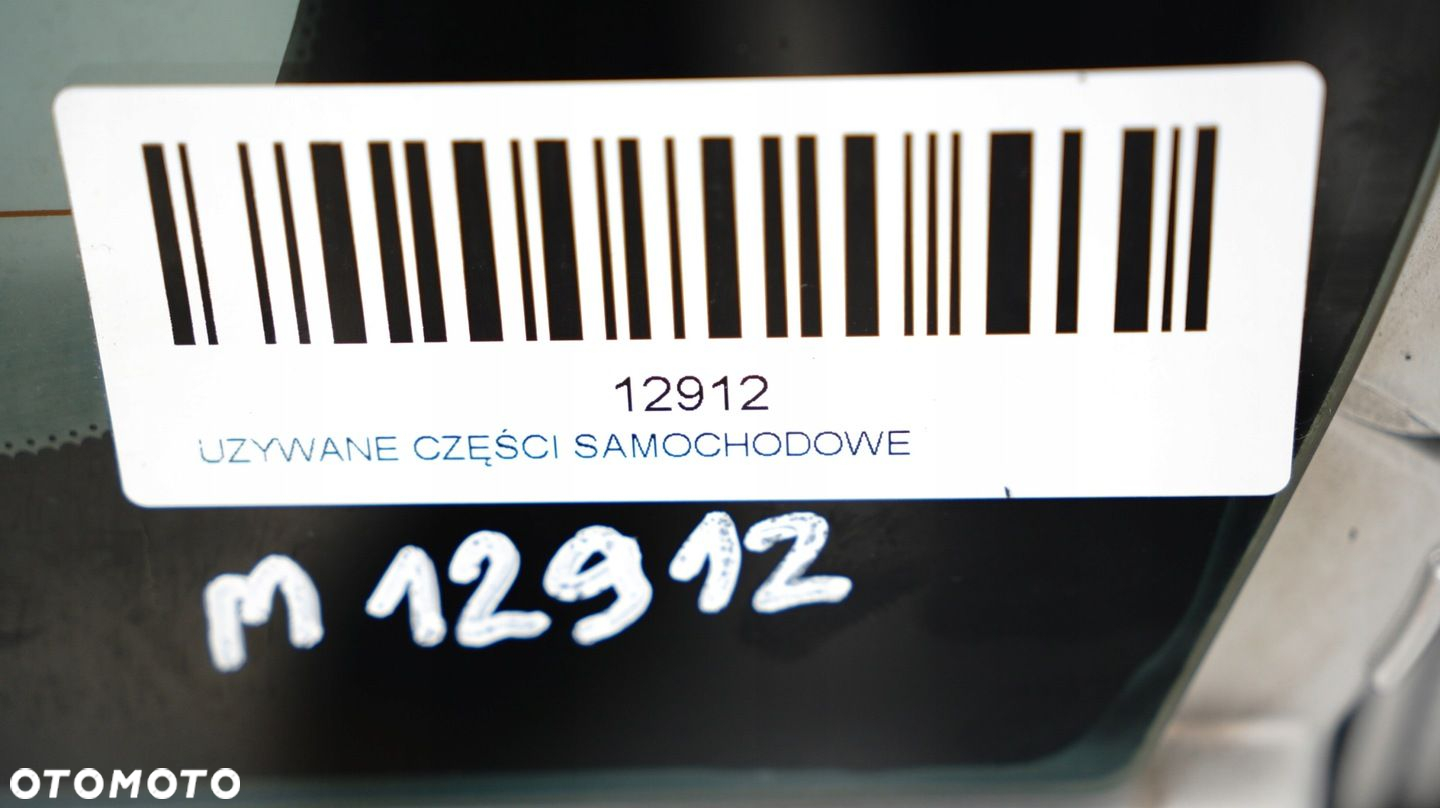 12912
UZYWANE CZĘŚCI SAMOCHODOWE
M 12912
OTOMOTO